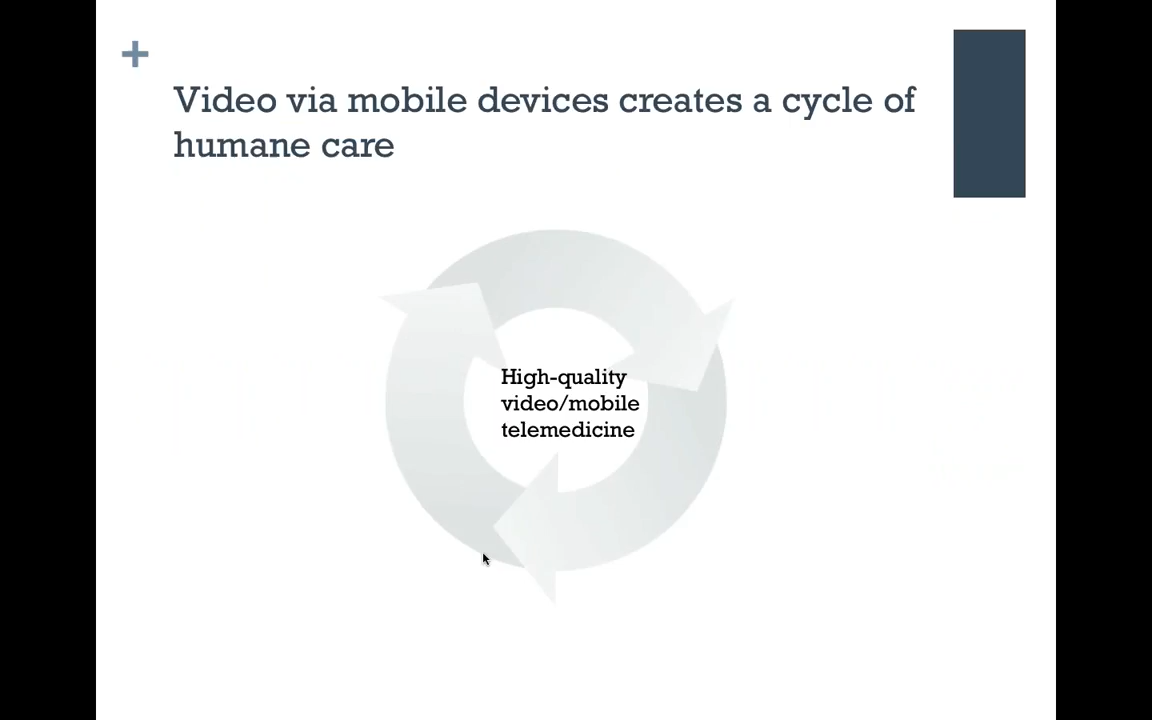 +
Video via mobile devices creates a cycle of
humane care
High-quality
video/mobile
telemedicine